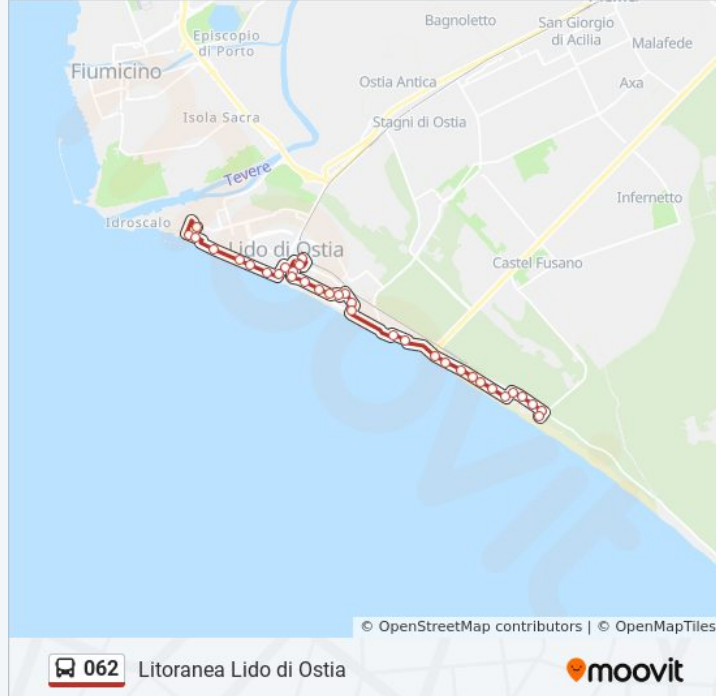 Bagnoletto
San Giorgio
di Acilia
Malafede
Episcopio
di Porto
Fiumicino
Ostia Antica
Axa
Isola Sacra
Stagni di Ostia
Tevere
Infernetto
Idroscalo
Lido di Ostia
Castel Fusano
moovit
© OpenStreetMap contributors | © OpenMapTiles
062 Litoranea Lido di Ostia
moovit